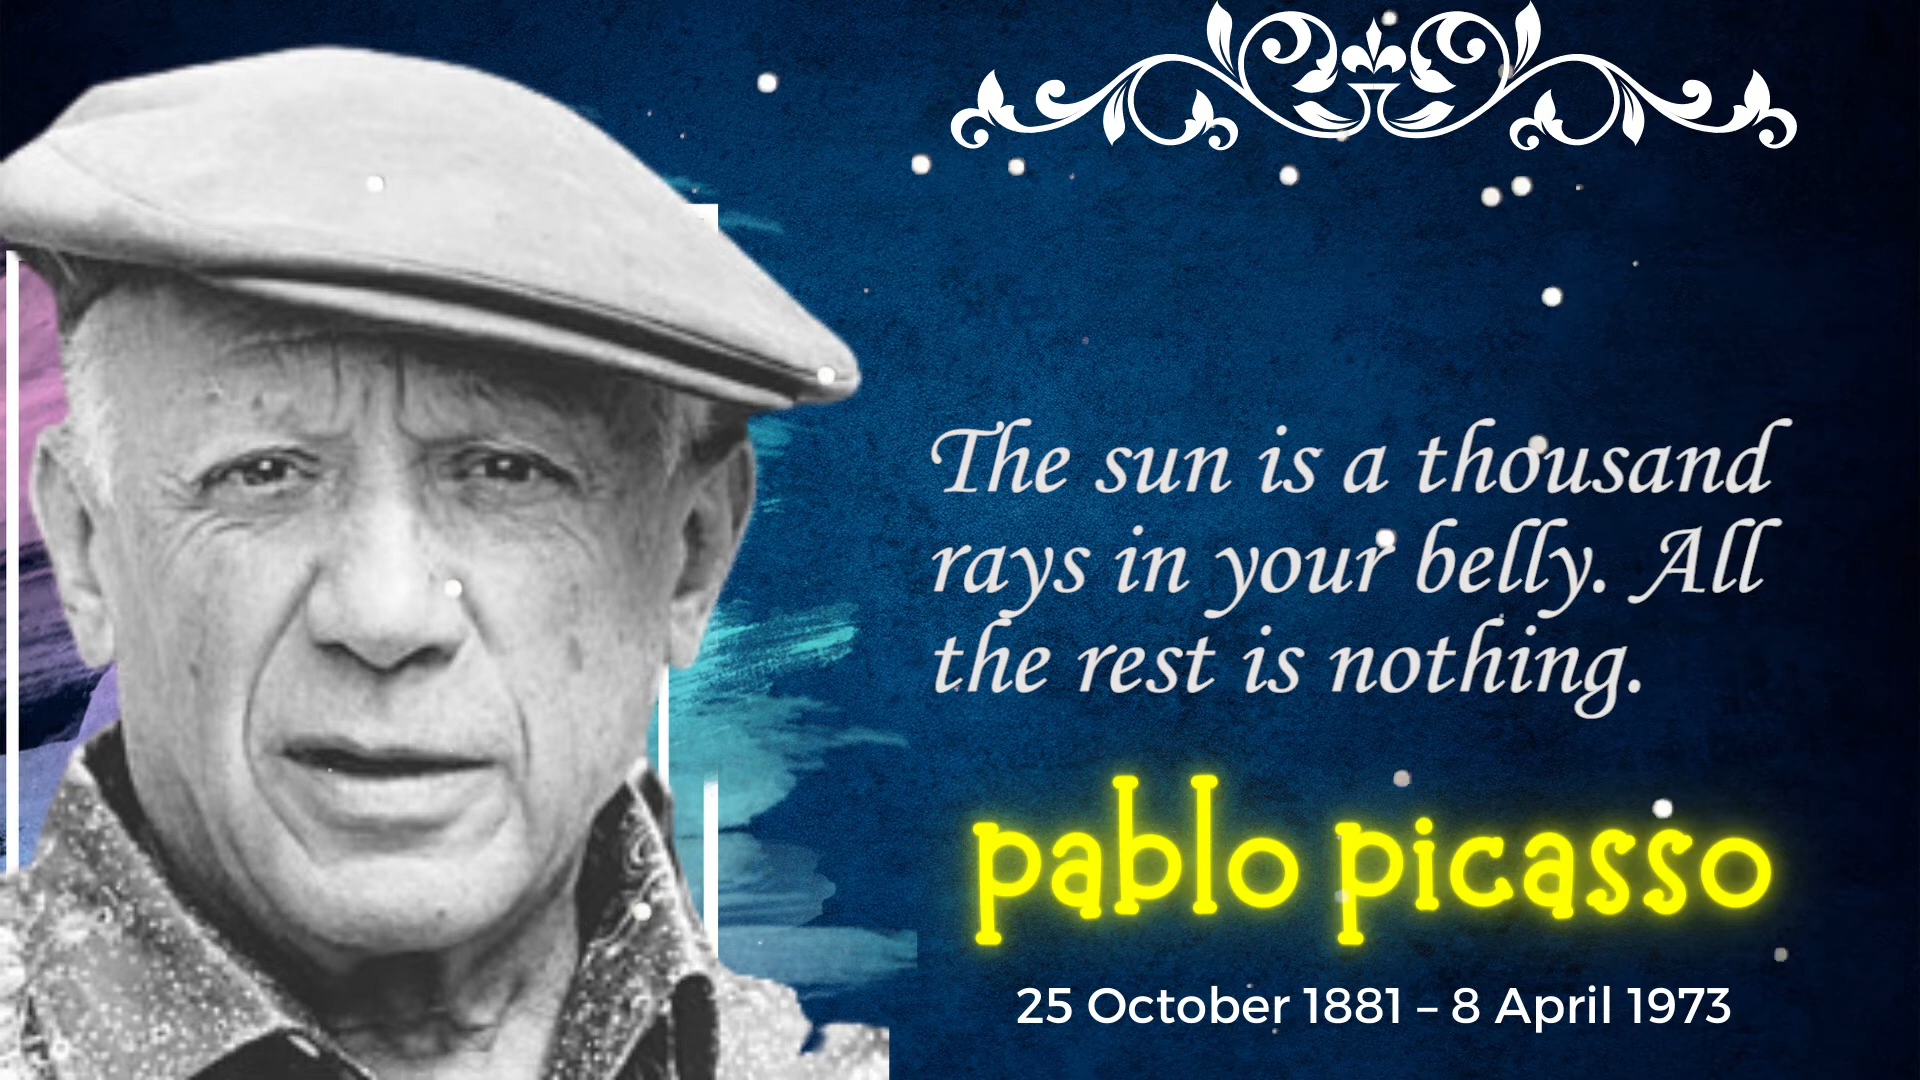 The sun is a thousand
rays in your belly. All
the rest is nothing.
pablo picasso
25 October 1881 – 8 April 1973